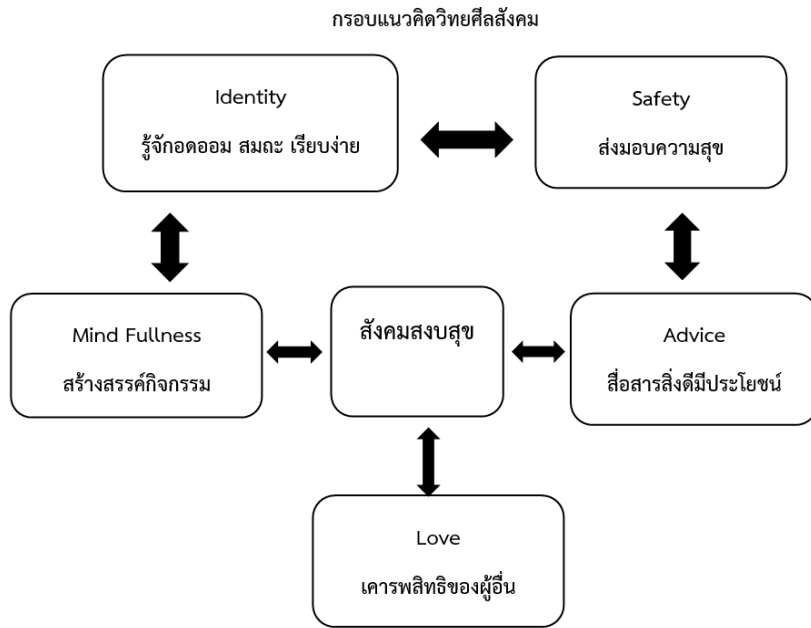 กรอบแนวคิดวิทยศีลสังคม
Identity
รู้จักอดออม สมถะ เรียบง่าย
Safety
ส่งมอบความสุข
Mind Fullness
สร้างสรรค์กิจกรรม
สังคมสงบสุข
Advice
สื่อสารสิ่งดีมีประโยชน์
Love
เคารพสิทธิของผู้อื่น